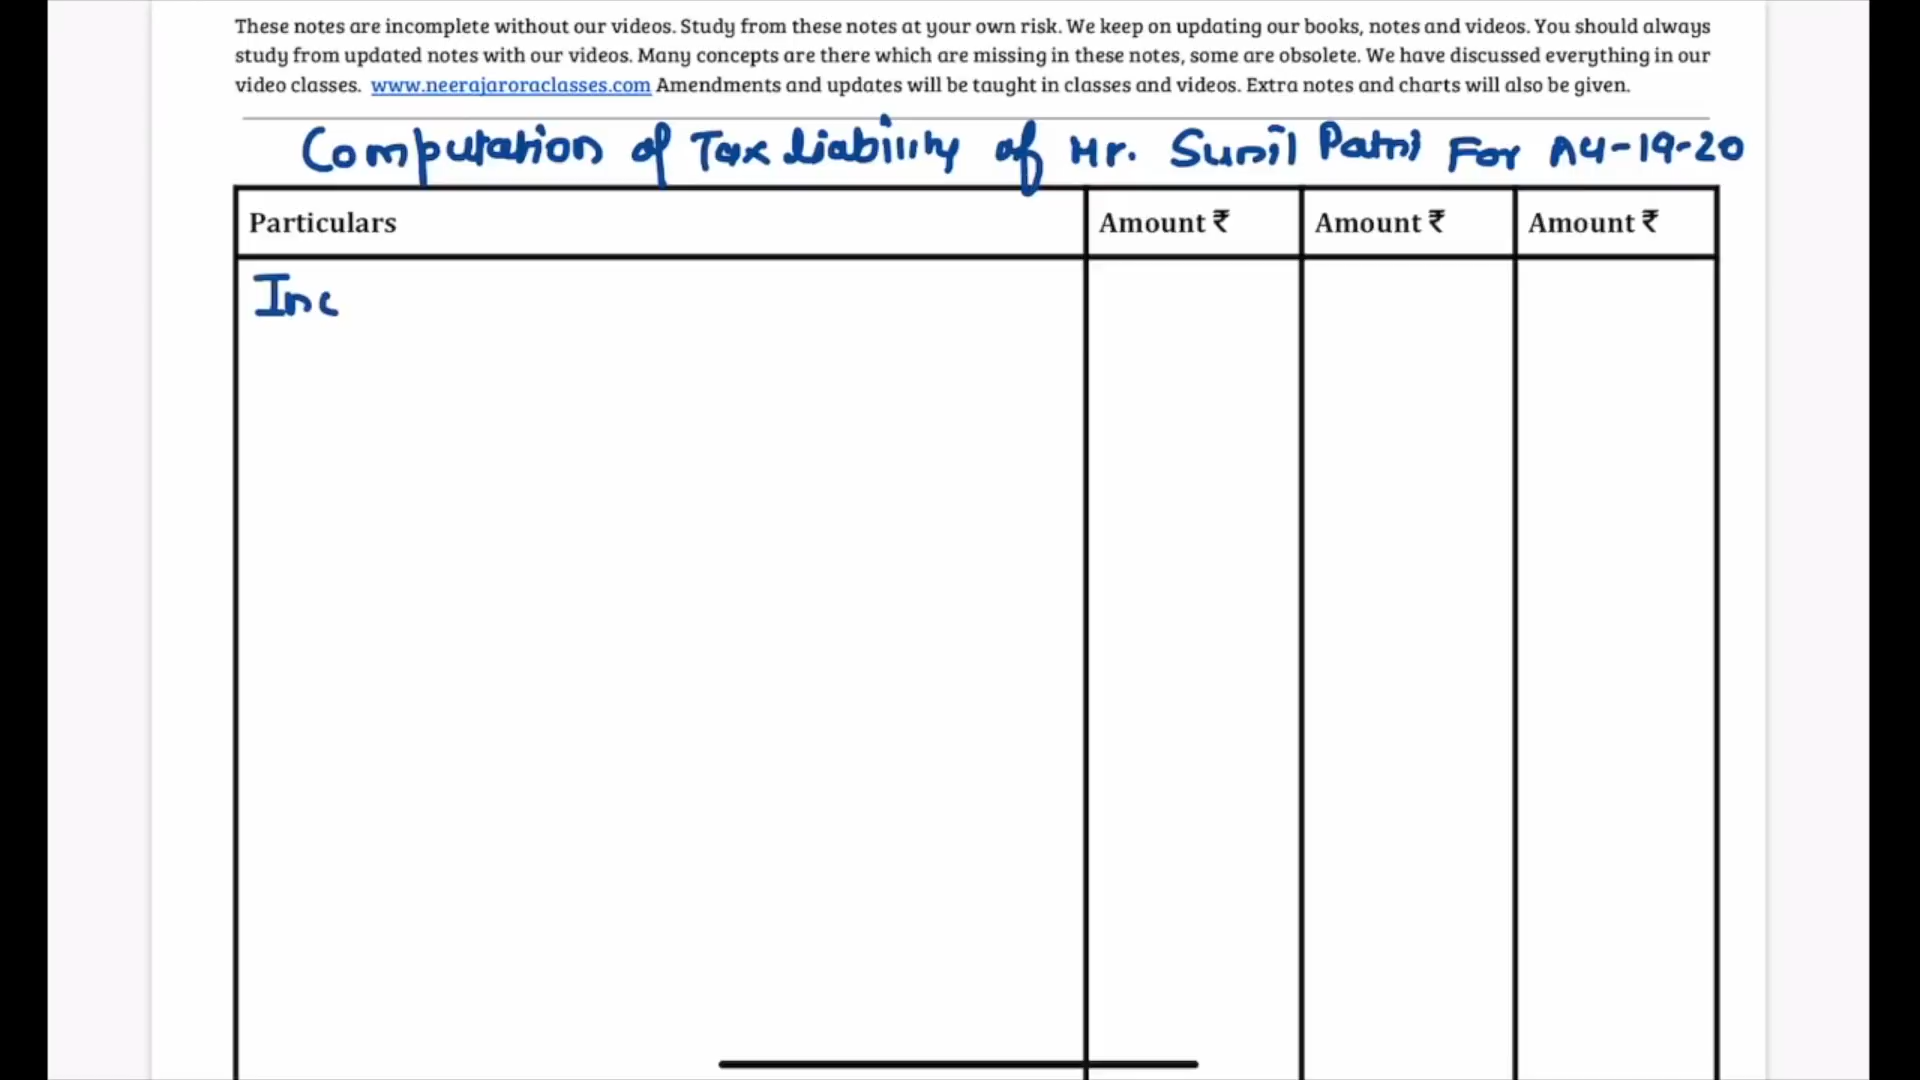 These notes are incomplete without our videos. Study from these notes at your own risk. We keep on updating our books, notes and videos. You should always
study from updated notes with our videos. Many concepts are there which are missing in these notes, some are obsolete. We have discussed everything in our
video classes. www.neerajaroraclasses.com Amendments and updates will be taught in classes and videos. Extra notes and charts will also be given.
Computation of Tax liability of Mr. Sunil Patni For AY-19-20
Particulars Amount ₹ Amount ₹ Amount ₹
Inc